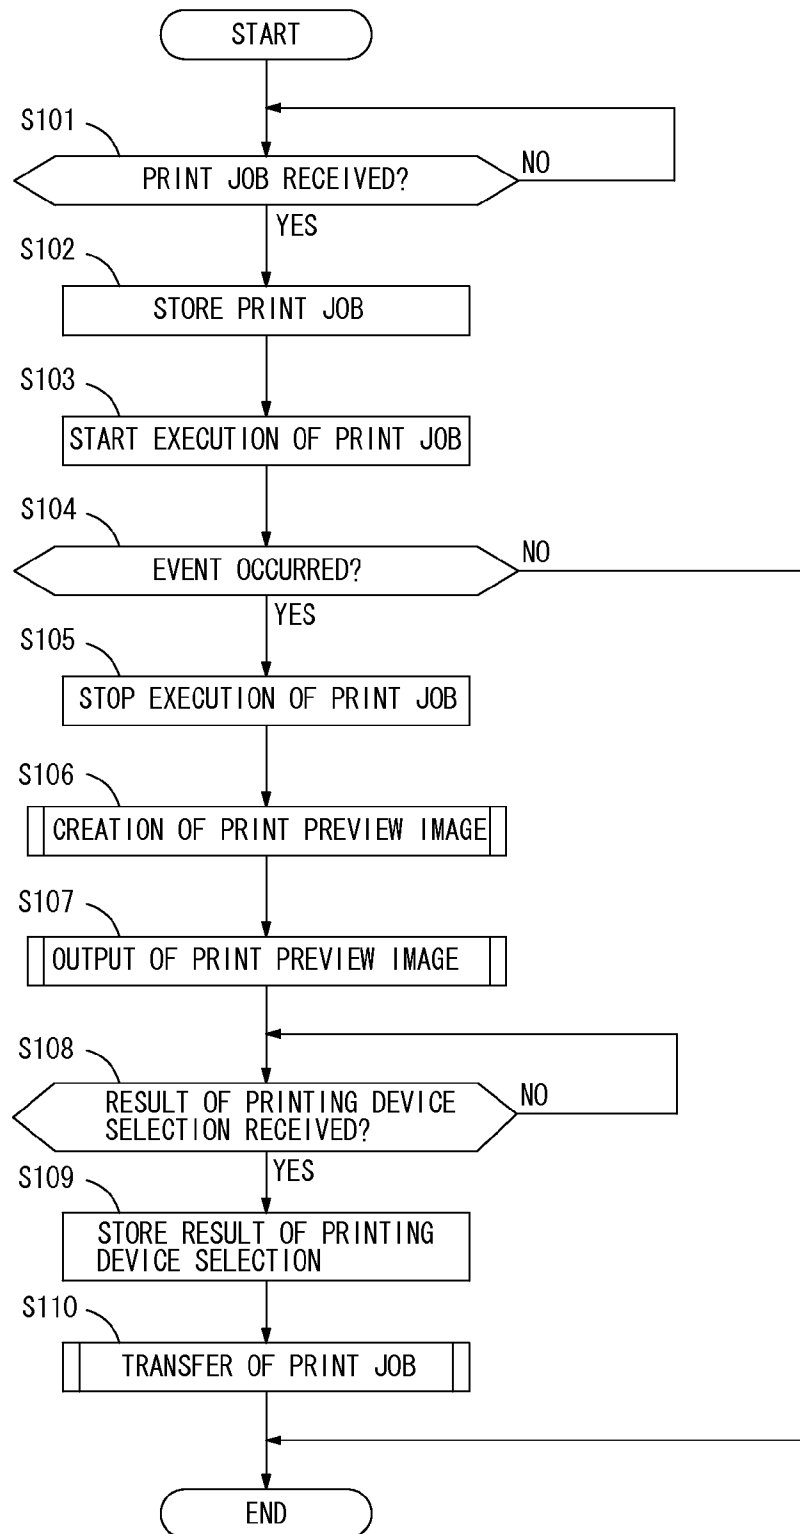 START
S101
PRINT JOB RECEIVED?
NO
YES
S102
STORE PRINT JOB
S103
START EXECUTION OF PRINT JOB
S104
EVENT OCCURRED?
NO
YES
S105
STOP EXECUTION OF PRINT JOB
S106
CREATION OF PRINT PREVIEW IMAGE
S107
OUTPUT OF PRINT PREVIEW IMAGE
S108
RESULT OF PRINTING DEVICE
SELECTION RECEIVED?
NO
YES
S109
STORE RESULT OF PRINTING
DEVICE SELECTION
S110
TRANSFER OF PRINT JOB
END